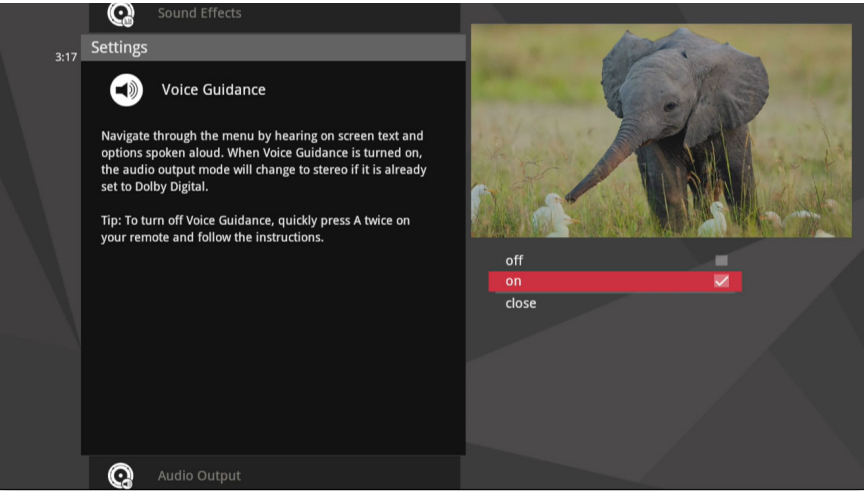 Sound Effects
3:17
Settings
Voice Guidance
Navigate through the menu by hearing on screen text and
options spoken aloud. When Voice Guidance is turned on,
the audio output mode will change to stereo if it is already
set to Dolby Digital.
Tip: To turn off Voice Guidance, quickly press A twice on
your remote and follow the instructions.
off
on
close
Audio Output